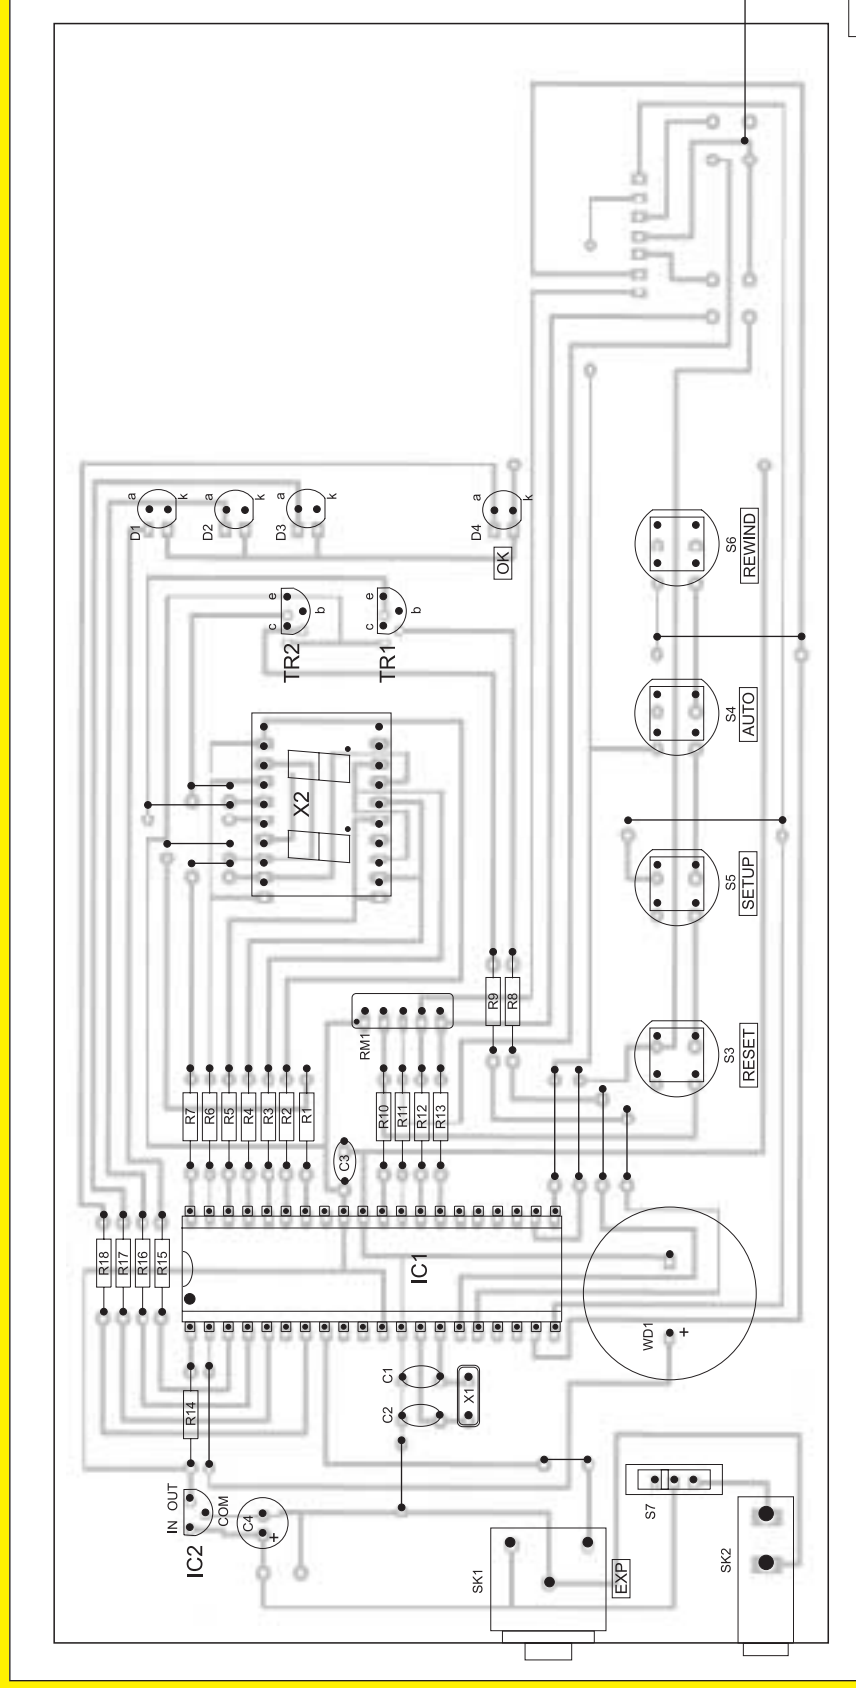 D1
a
k
D2
a
k
D3
a
k
D4
a
k
OK
TR2
c
e
b
TR1
c
e
b
S6
REWIND
X2
S4
AUTO
S5
SETUP
R9
R8
RM1
S3
RESET
R7
R6
R5
R4
R3
R2
R1
R10
R11
R12
R13
C3
R18
R17
R16
R15
IC1
WD1
+
C1
C2
X1
R14
IN
OUT
COM
IC2
C4
+
S7
SK1
EXP
SK2